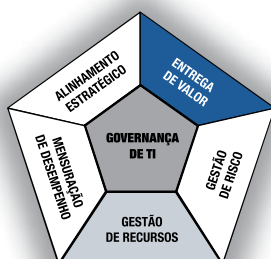 ALINHAMENTO
ESTRATÉGICO
ENTREGA
DE VALOR
GOVERNANÇA
DE TI
MENSURAÇÃO
DE DESEMPENHO
GESTÃO
DE RISCO
GESTÃO
DE RECURSOS